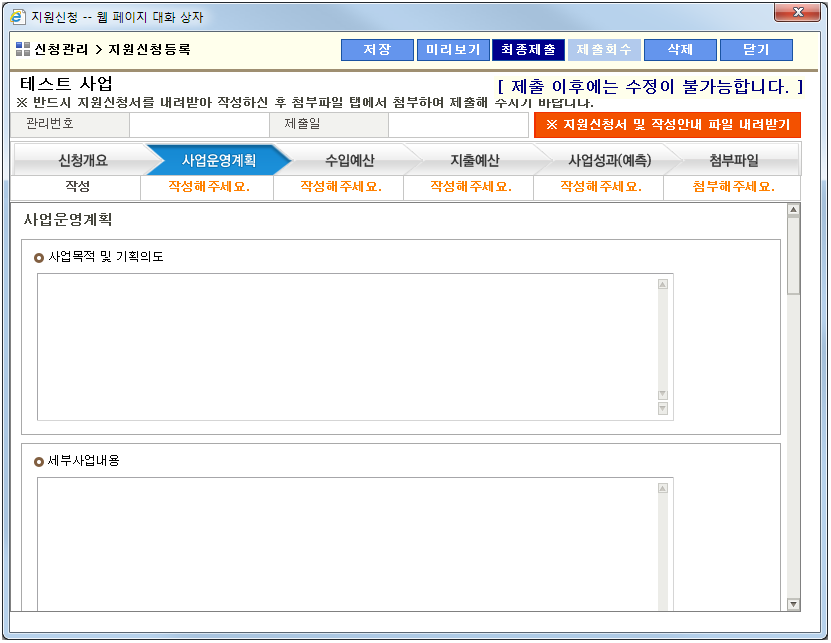 지원신청 -- 웹 페이지 대화 상자
신청관리 > 지원신청등록
저장 미리보기 최종제출 제출회수 삭제 닫기
테스트 사업
[ 제출 이후에는 수정이 불가능합니다. ]
※ 반드시 지원신청서를 내려받아 작성하신 후 첨부파일 탭에서 첨부하여 제출해 주시기 바랍니다.
관리번호 제출일 ※ 지원신청서 및 작성안내 파일 내려받기
신청개요 사업운영계획 수입예산 지출예산 사업성과(예측) 첨부파일
작성 작성해주세요. 작성해주세요. 작성해주세요. 작성해주세요. 첨부해주세요.
사업운영계획
사업목적 및 기획의도
세부사업내용